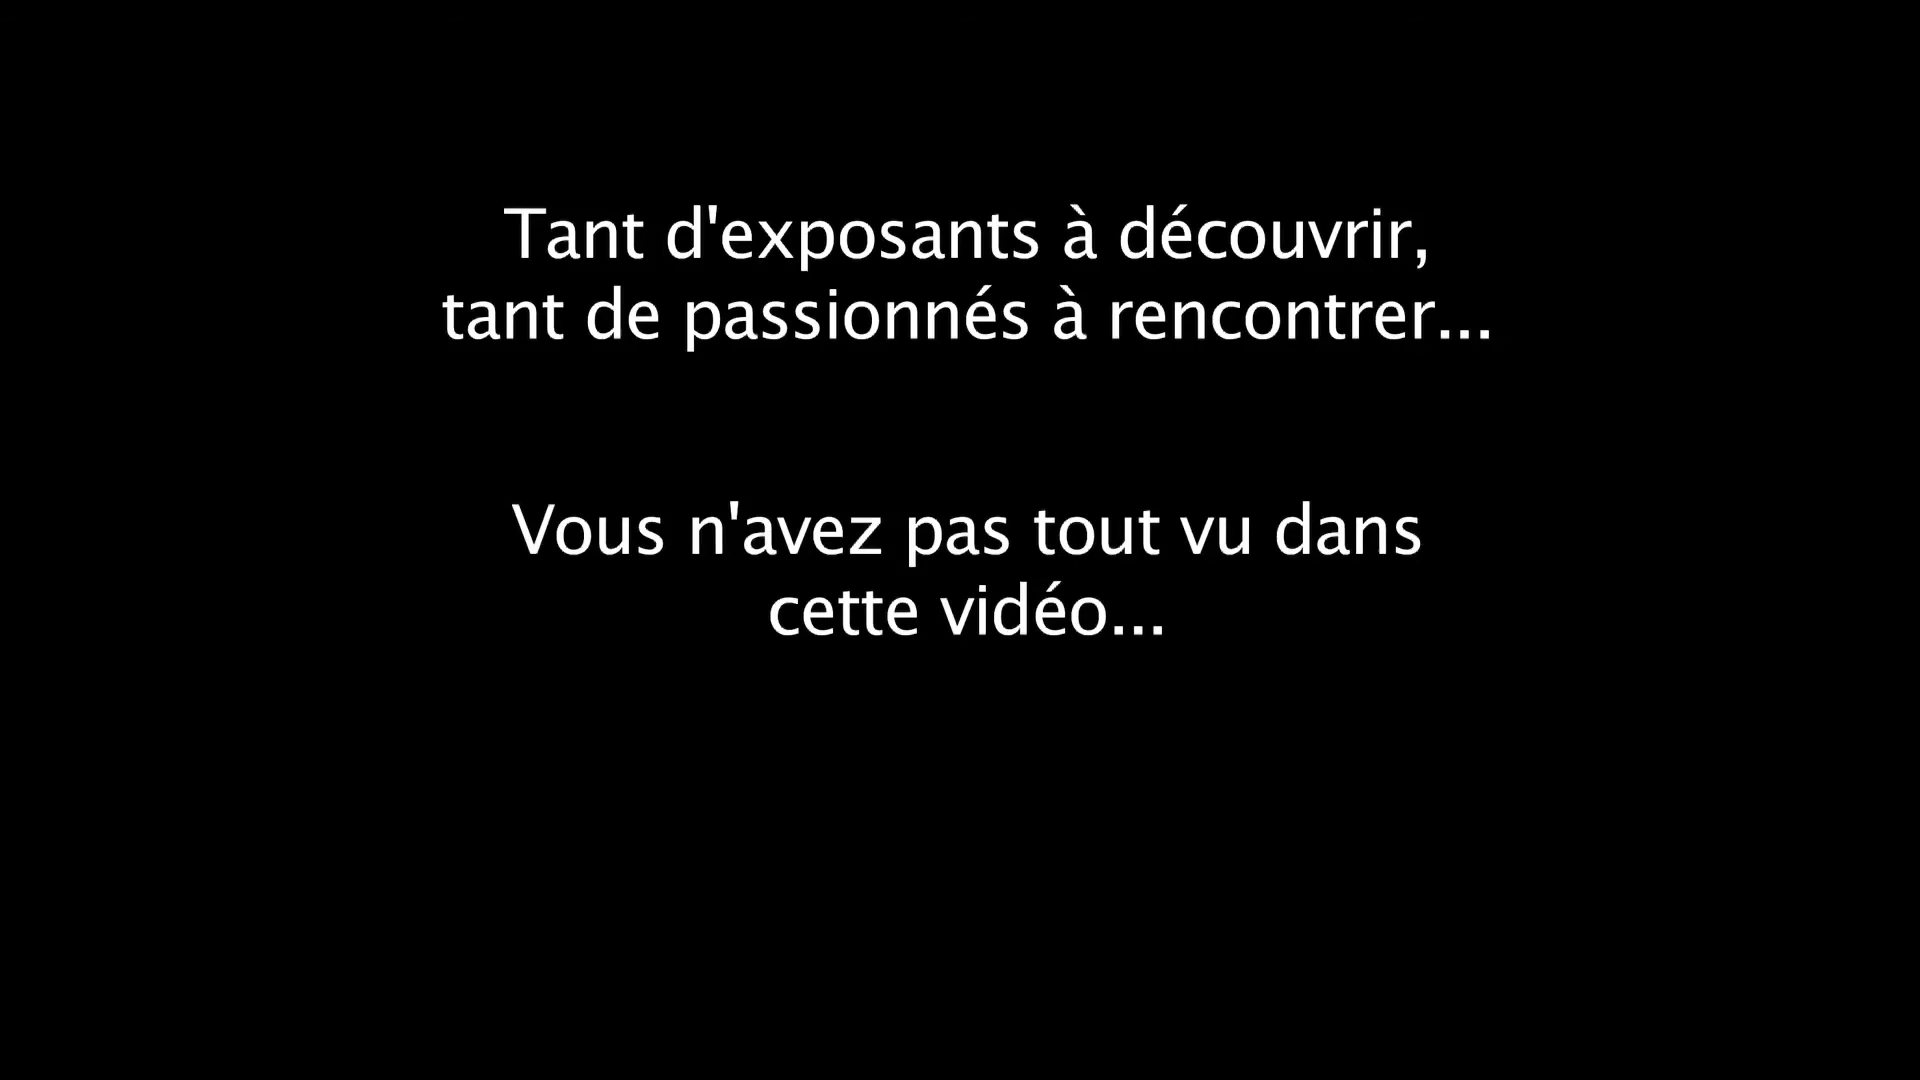 Tant d'exposants à découvrir,
tant de passionnés à rencontrer...
Vous n'avez pas tout vu dans
cette vidéo...